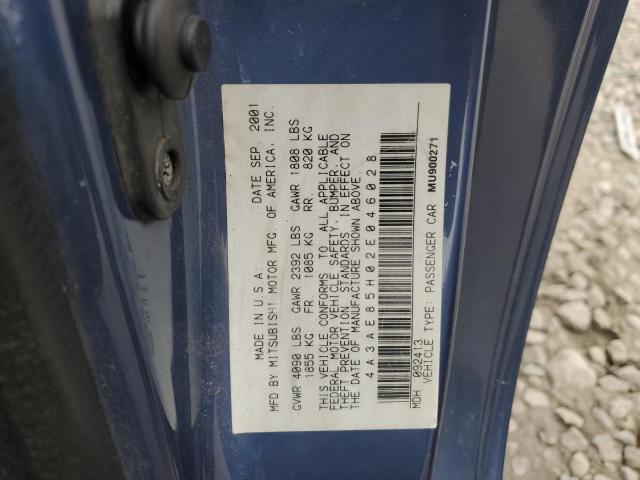 MADE IN U.S.A. DATE SEP. 2001
MFD BY MITSUBISHI MOTOR MFG. OF AMERICA, INC.
GVWR 4090 LBS GAWR 2392 LBS GAWR 1808 LBS
1855 KG FR. 1085 KG RR. 820 KG
THIS VEHICLE CONFORMS TO ALL APPLICABLE
FEDERAL MOTOR VEHICLE SAFETY, BUMPER, AND
THEFT PREVENTION STANDARDS IN EFFECT ON
THE DATE OF MANUFACTURE SHOWN ABOVE.
4A3AE85H02E046028
MDH 092413
VEHICLE TYPE: PASSENGER CAR MU900271